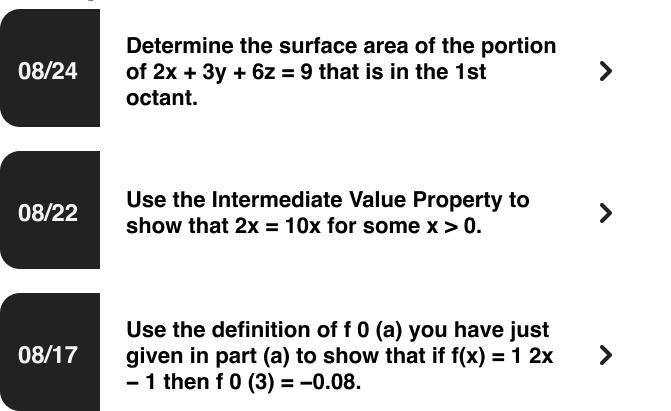 08/24
Determine the surface area of the portion
of 2x + 3y + 6z = 9 that is in the 1st
octant.
08/22
Use the Intermediate Value Property to
show that 2x = 10x for some x > 0.
08/17
Use the definition of f 0 (a) you have just
given in part (a) to show that if f(x) = 1 2x
− 1 then f 0 (3) = −0.08.